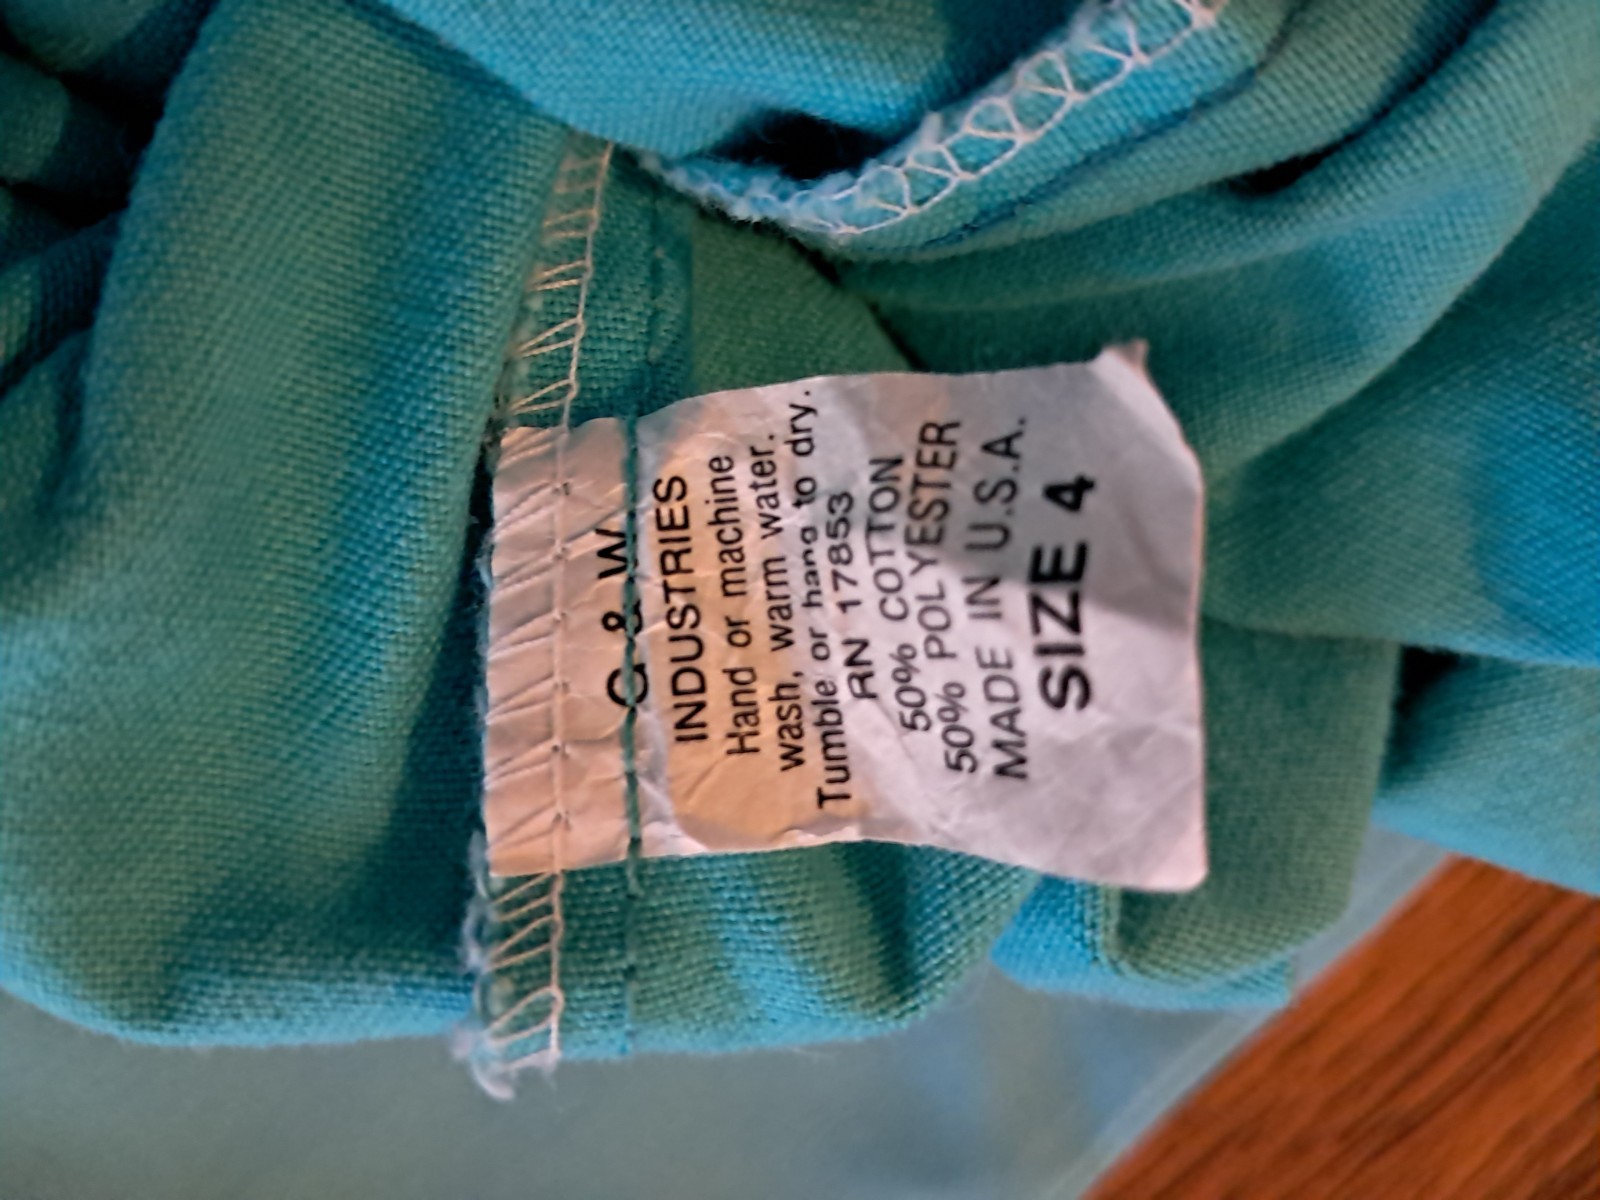 G & W
INDUSTRIES
Hand or machine
wash, warm water.
Tumble or hang to dry.
RN 17853
50% COTTON
50% POLYESTER
MADE IN U.S.A.
SIZE 4